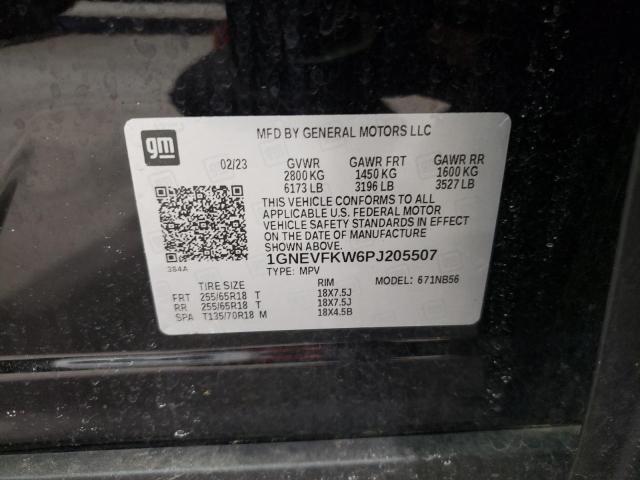 gm
MFD BY GENERAL MOTORS LLC
02/23 GVWR GAWR FRT GAWR RR
2800 KG 1450 KG 1600 KG
6173 LB 3196 LB 3527 LB
THIS VEHICLE CONFORMS TO ALL
APPLICABLE U.S. FEDERAL MOTOR
VEHICLE SAFETY STANDARDS IN EFFECT
ON THE DATE OF MANUFACTURE
SHOWN ABOVE.
1GNEVFKW6PJ205507
384A
TYPE: MPV
MODEL: 671NB56
TIRE SIZE RIM
FRT 255/65R18 T 18X7.5J
RR 255/65R18 T 18X7.5J
SPA T135/70R18 M 18X4.5B